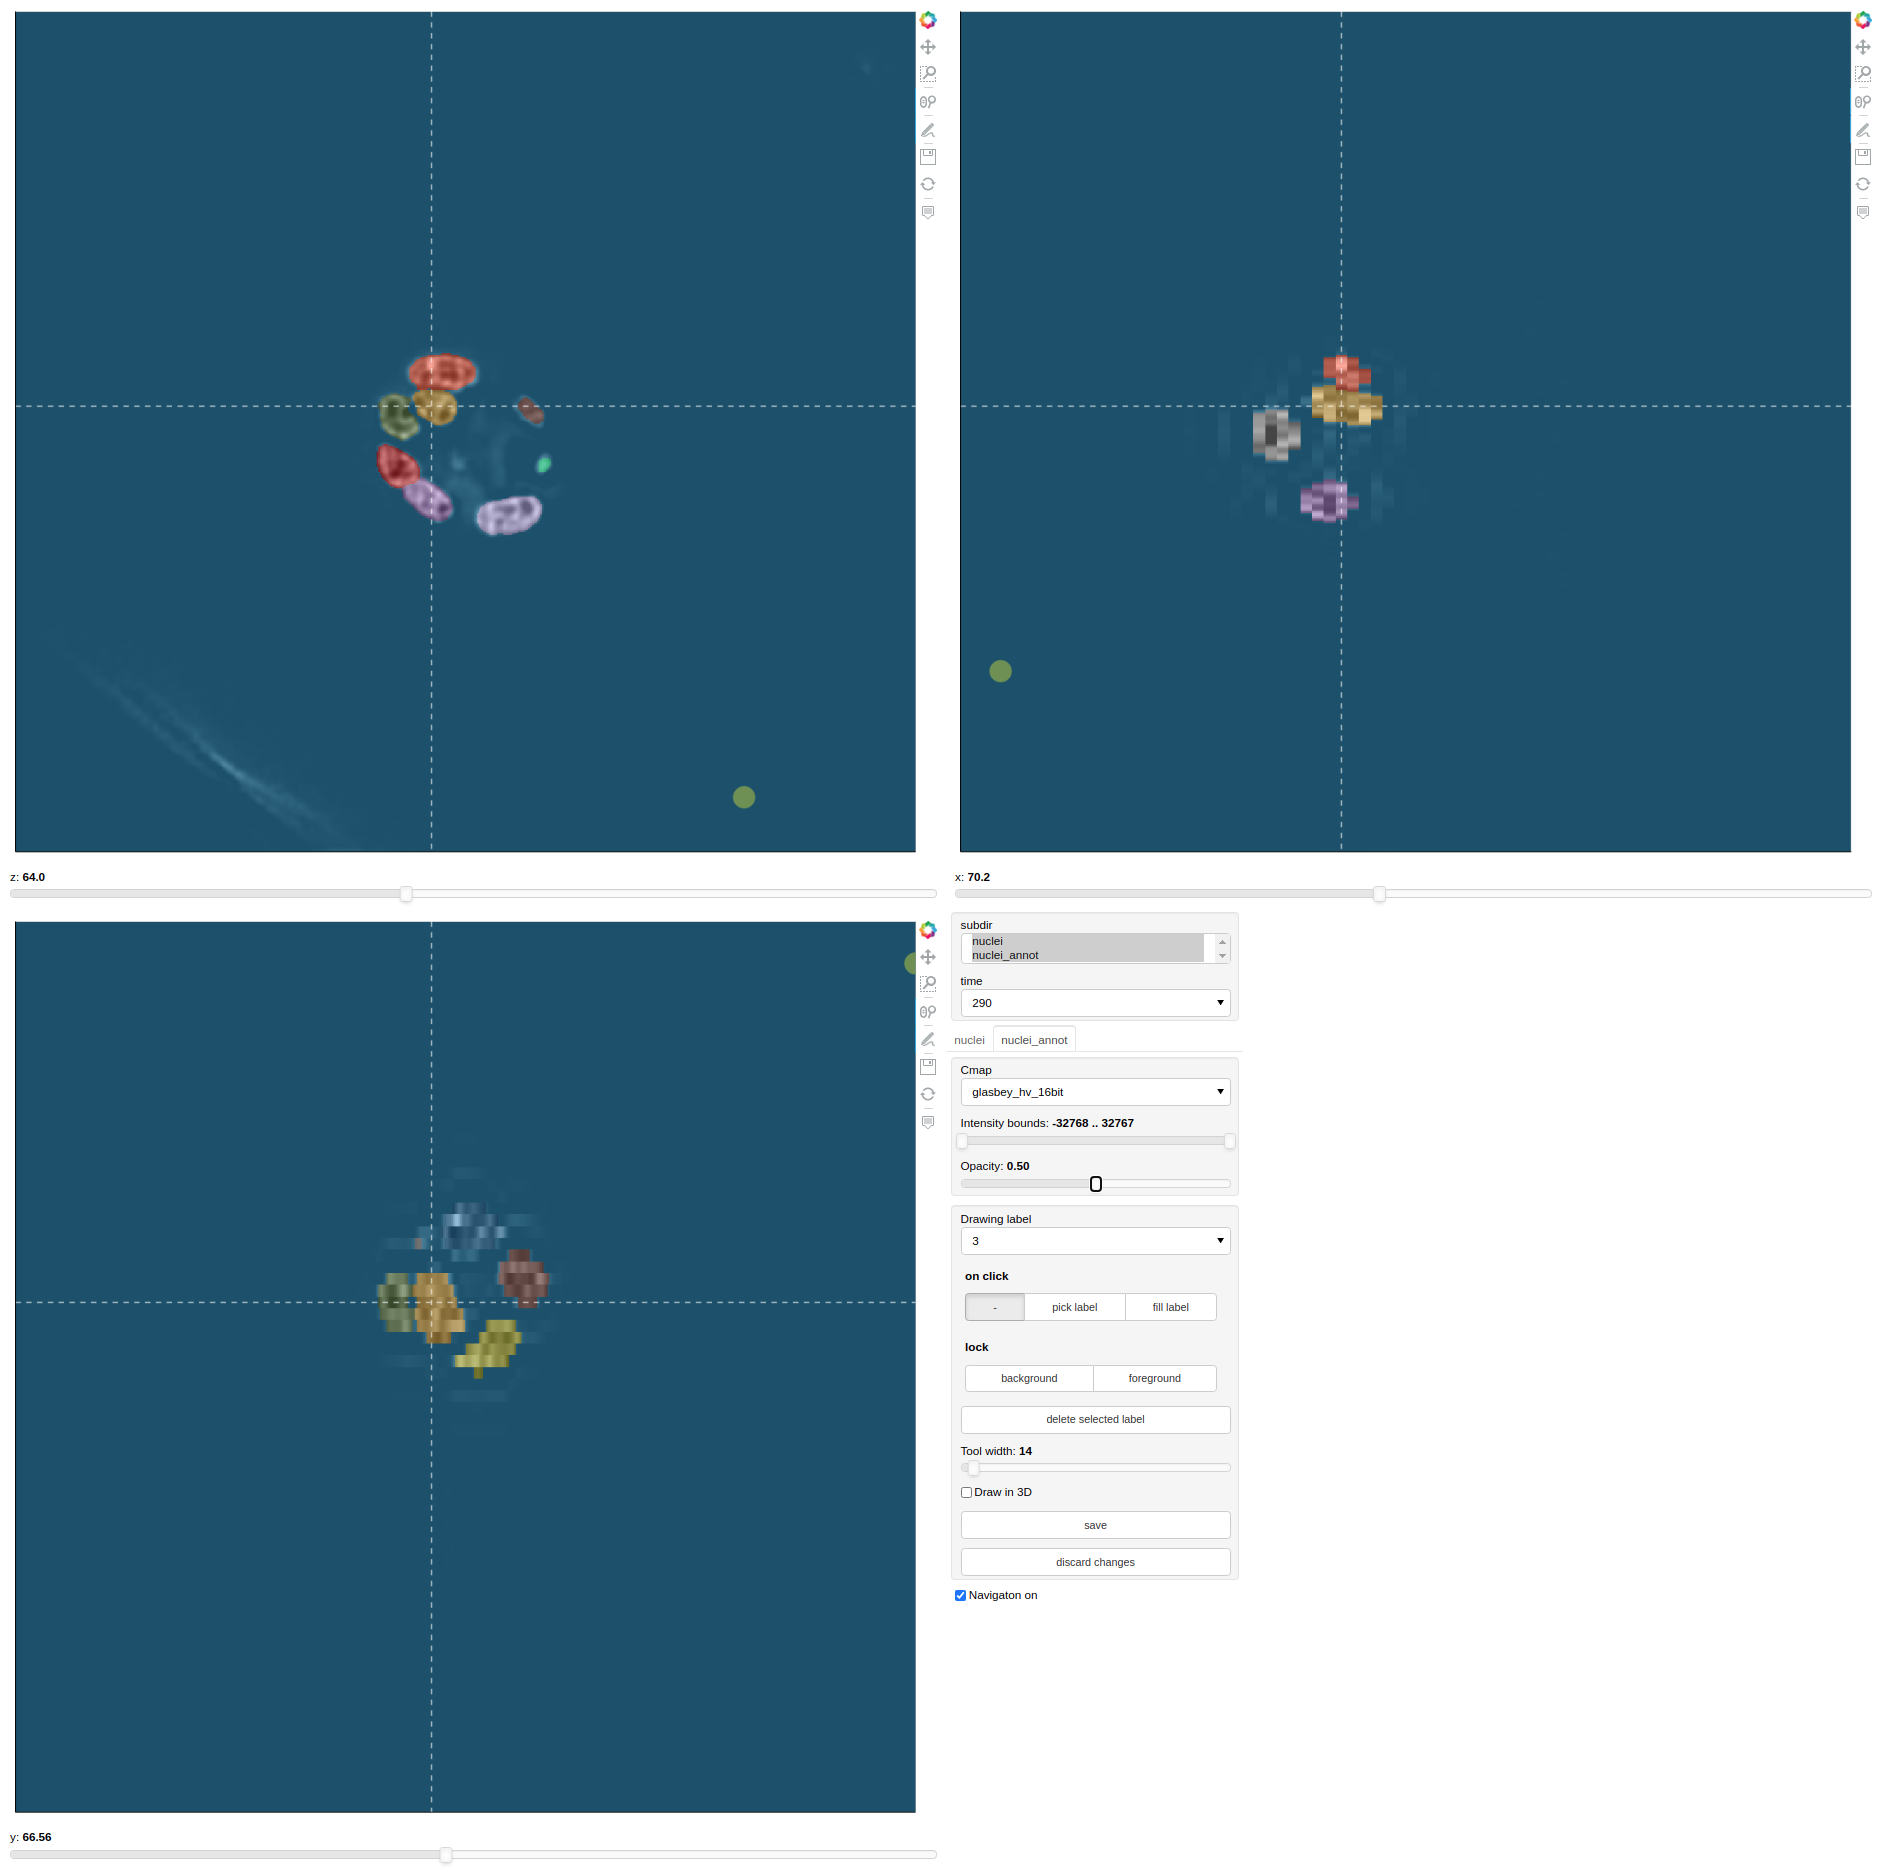 z: 64.0
x: 70.2
subdir
nuclei
nuclei_annot
time
290
nuclei
nuclei_annot
Cmap
glasbey_hv_16bit
Intensity bounds: -32768 .. 32767
Opacity: 0.50
Drawing label
3
on click
-
pick label
fill label
lock
background
foreground
delete selected label
Tool width: 14
Draw in 3D
save
discard changes
Navigaton on
y: 66.56